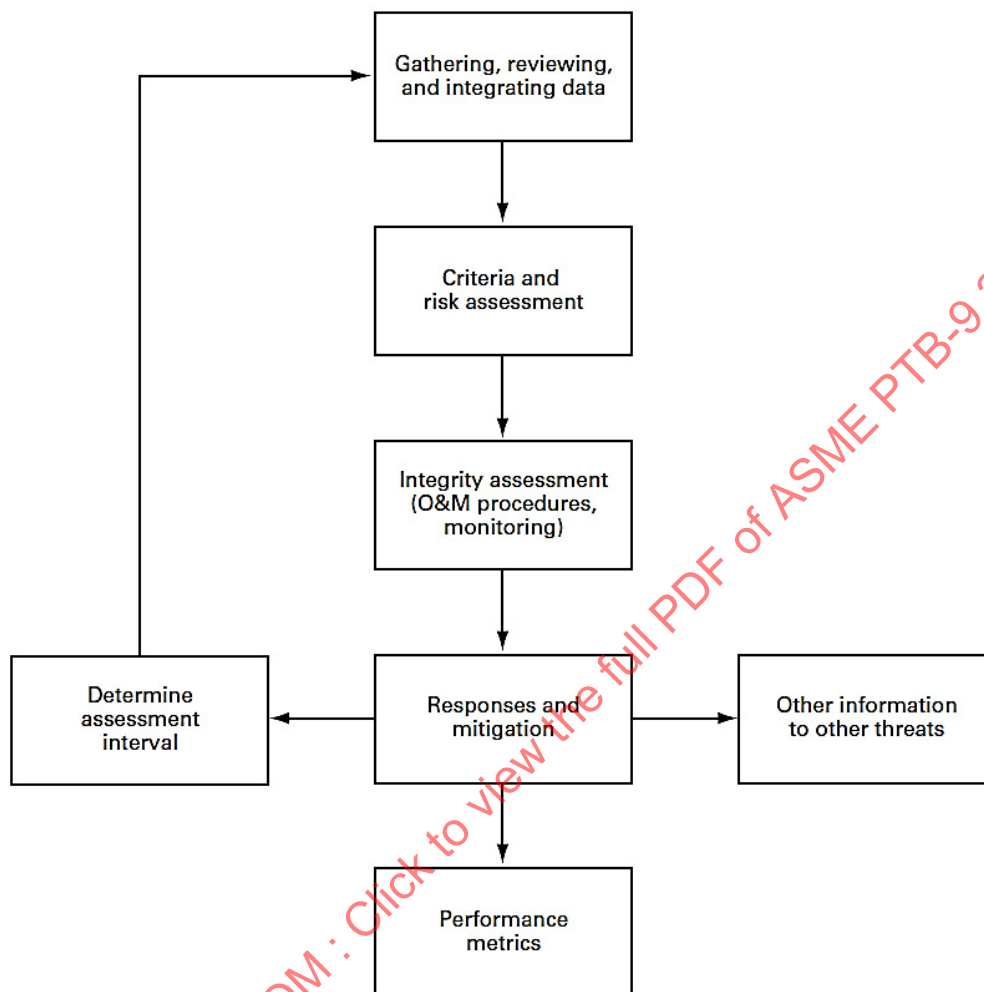 Gathering, reviewing,
and integrating data
Criteria and
risk assessment
Integrity assessment
(O&M procedures,
monitoring)
Determine
assessment
interval
Responses and
mitigation
Other information
to other threats
Performance
metrics
: Click to view the full PDF of ASME PTB-9